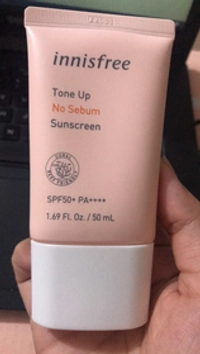 innisfree
Tone Up
No Sebum
Sunscreen
SPF50+ PA++++
1.69 Fl. Oz. / 50 mL